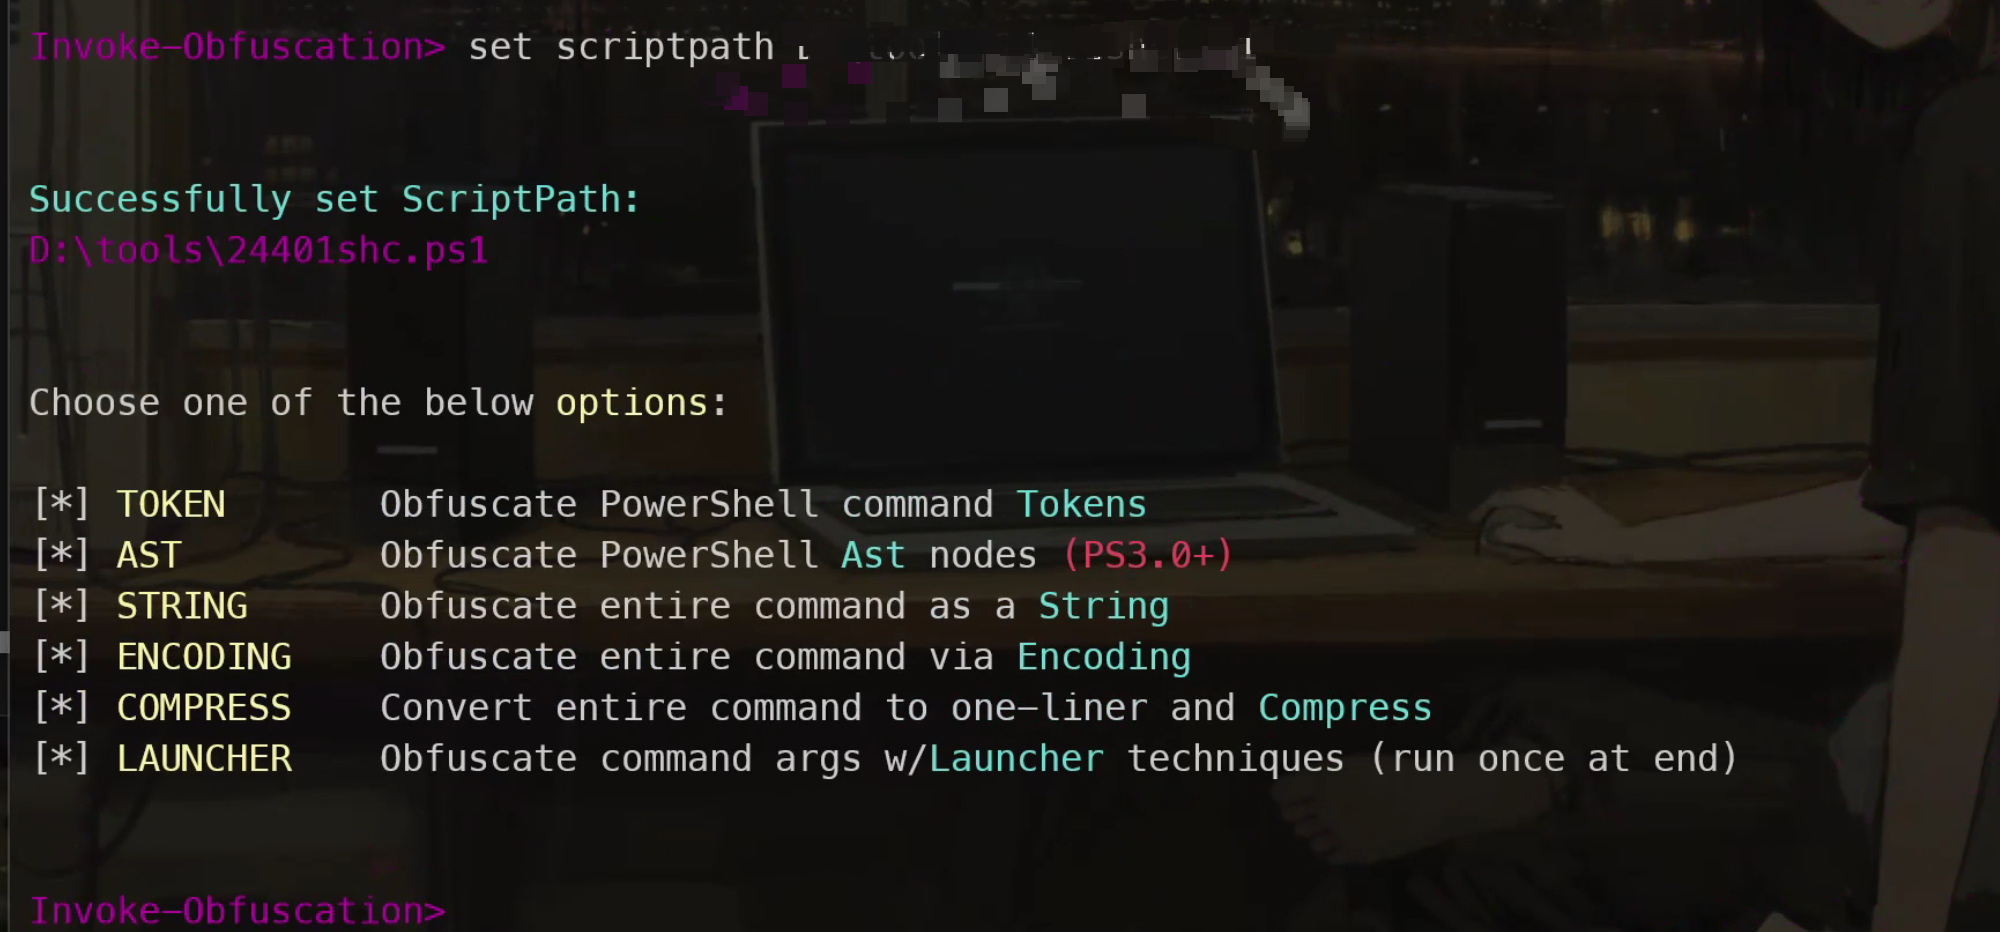 Invoke-Obfuscation> set scriptpath
Successfully set ScriptPath:
D:\tools\24401shc.ps1
Choose one of the below options:
[*] TOKEN Obfuscate PowerShell command Tokens
[*] AST Obfuscate PowerShell Ast nodes (PS3.0+)
[*] STRING Obfuscate entire command as a String
[*] ENCODING Obfuscate entire command via Encoding
[*] COMPRESS Convert entire command to one-liner and Compress
[*] LAUNCHER Obfuscate command args w/Launcher techniques (run once at end)
Invoke-Obfuscation>